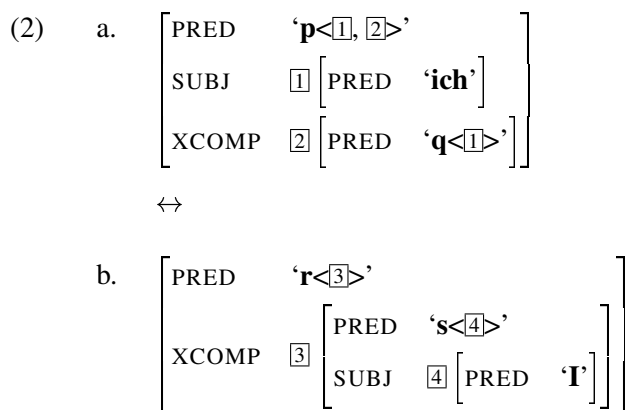 (2) a. PRED ‘p<1, 2>’
SUBJ 1 [PRED ‘ich’]
XCOMP 2 [PRED ‘q<1>’]
↔
b. PRED ‘r<3>’
XCOMP 3 [PRED ‘s<4>’
SUBJ 4 [PRED ‘I’]]